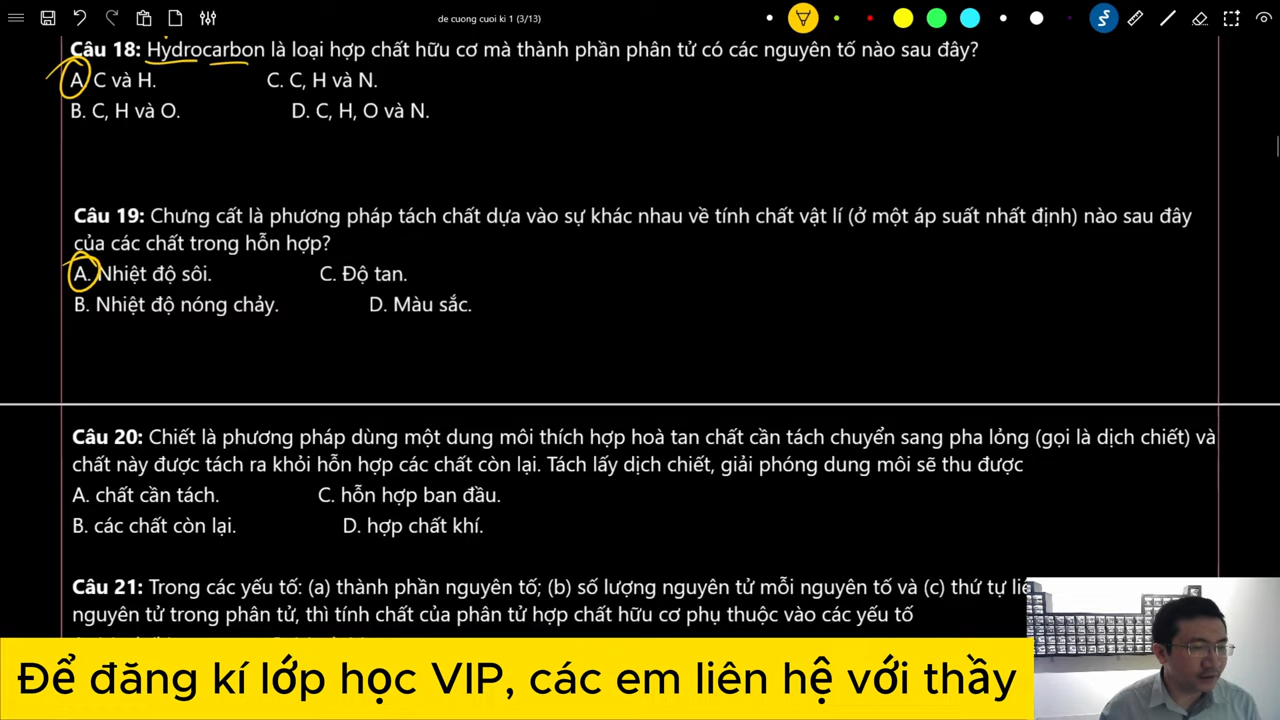 de cuong cuoi ki 1 (3/13)
Câu 18: Hydrocarbon là loại hợp chất hữu cơ mà thành phần phân tử có các nguyên tố nào sau đây?
A. C và H. C. C, H và N.
B. C, H và O. D. C, H, O và N.
Câu 19: Chưng cất là phương pháp tách chất dựa vào sự khác nhau về tính chất vật lí (ở một áp suất nhất định) nào sau đây
của các chất trong hỗn hợp?
A. Nhiệt độ sôi. C. Độ tan.
B. Nhiệt độ nóng chảy. D. Màu sắc.
Câu 20: Chiết là phương pháp dùng một dung môi thích hợp hoà tan chất cần tách chuyển sang pha lỏng (gọi là dịch chiết) và
chất này được tách ra khỏi hỗn hợp các chất còn lại. Tách lấy dịch chiết, giải phóng dung môi sẽ thu được
A. chất cần tách. C. hỗn hợp ban đầu.
B. các chất còn lại. D. hợp chất khí.
Câu 21: Trong các yếu tố: (a) thành phần nguyên tố; (b) số lượng nguyên tử mỗi nguyên tố và (c) thứ tự
nguyên tử trong phân tử, thì tính chất của phân tử hợp chất hữu cơ phụ thuộc vào các yếu tố
Để đăng kí lớp học VIP, các em liên hệ với thầy